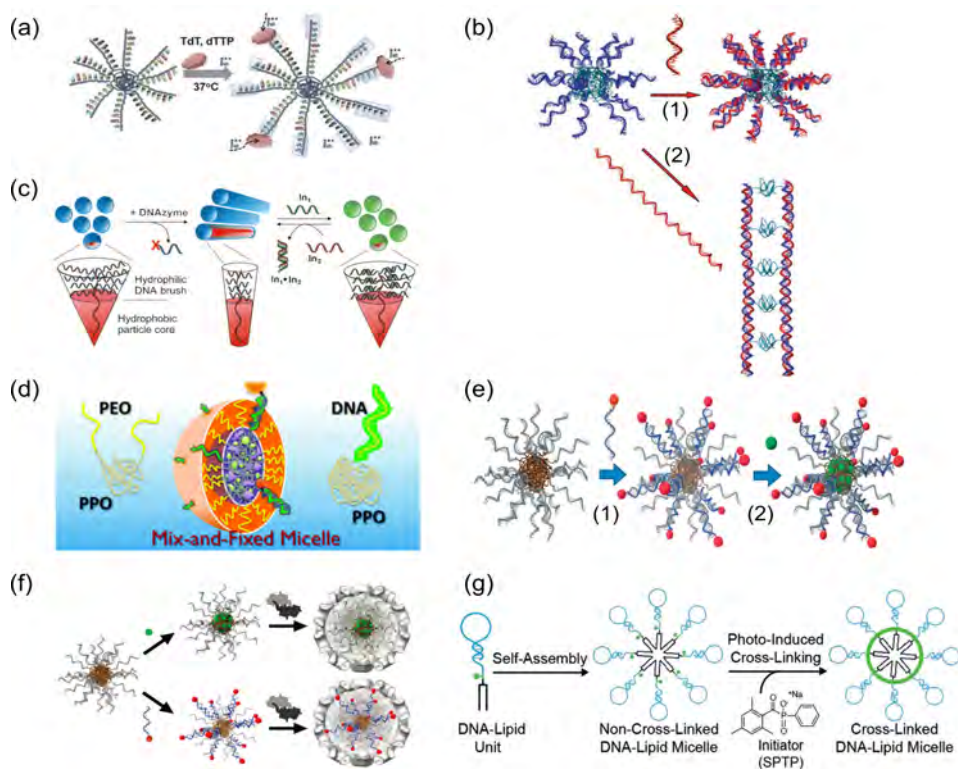 (a)
TdT, dTTP
37°C
(b)
(1)
(2)
(c)
+ DNAzyme
X
In₁
In₂
In₁•In₂
Hydrophilic
DNA brush
Hydrophobic
particle core
(d)
PEO
PPO
DNA
PPO
Mix-and-Fixed Micelle
(e)
(1)
(2)
(f)
(g)
Self-Assembly
Photo-Induced
Cross-Linking
DNA-Lipid
Unit
Non-Cross-Linked
DNA-Lipid Micelle
O
O
P
O
⁺Na
Initiator
(SPTP)
Cross-Linked
DNA-Lipid Micelle